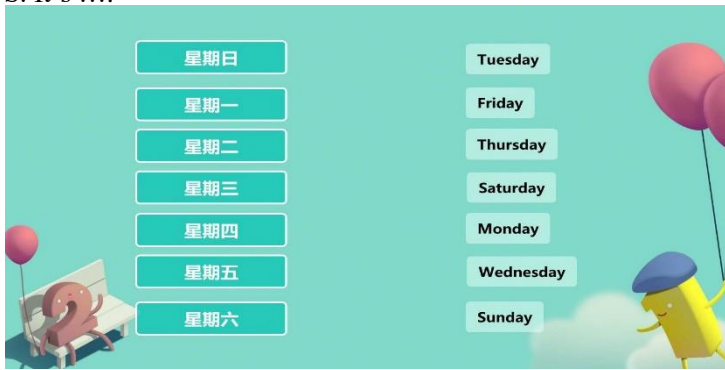 星期日
Tuesday
星期一
Friday
星期二
Thursday
星期三
Saturday
星期四
Monday
星期五
Wednesday
星期六
Sunday